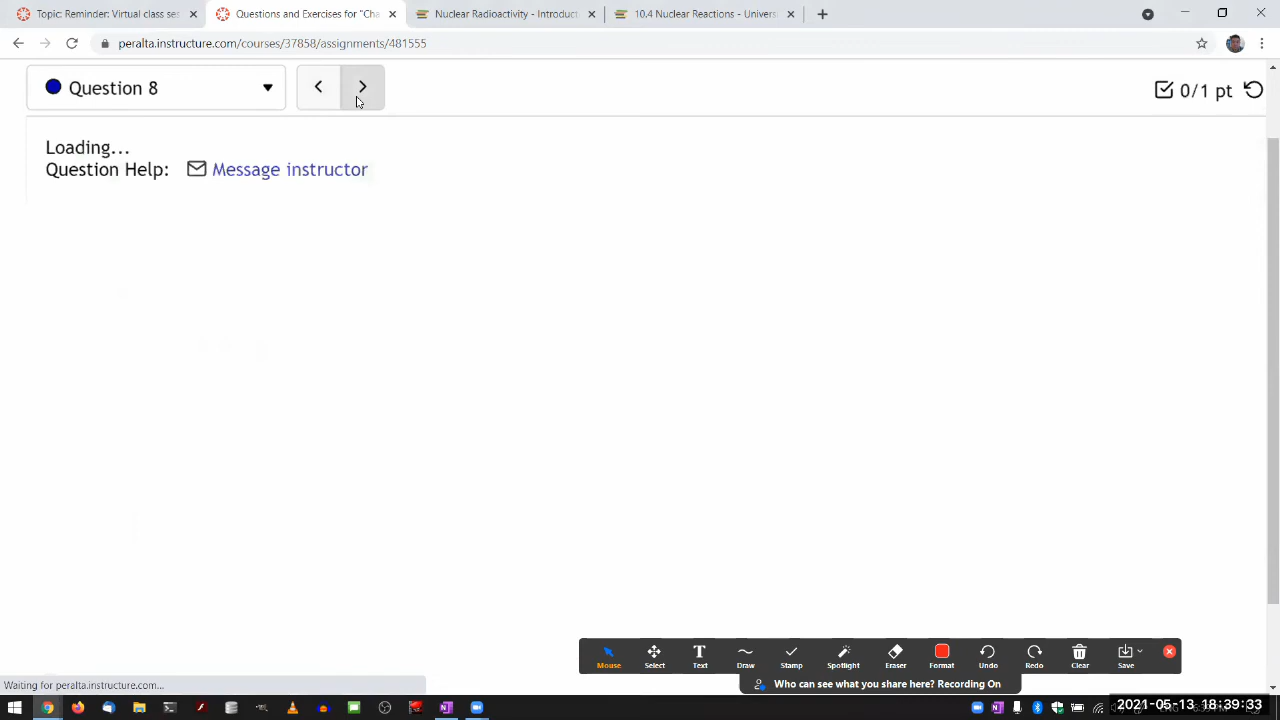 Topic: Reminder: Virtual class ses
Questions and Exercises for "Cha
Nuclear Radioactivity - Introduct
10.4 Nuclear Reactions - Univers
peralta.instructure.com/courses/37858/assignments/481555
Question 8
0/1 pt
Loading...
Question Help: Message instructor
Mouse
Select
Text
Draw
Stamp
Spotlight
Eraser
Format
Undo
Redo
Clear
Save
Who can see what you share here? Recording On
Waiting for peralta.instructure.com...
2021-05-13 18:39:33